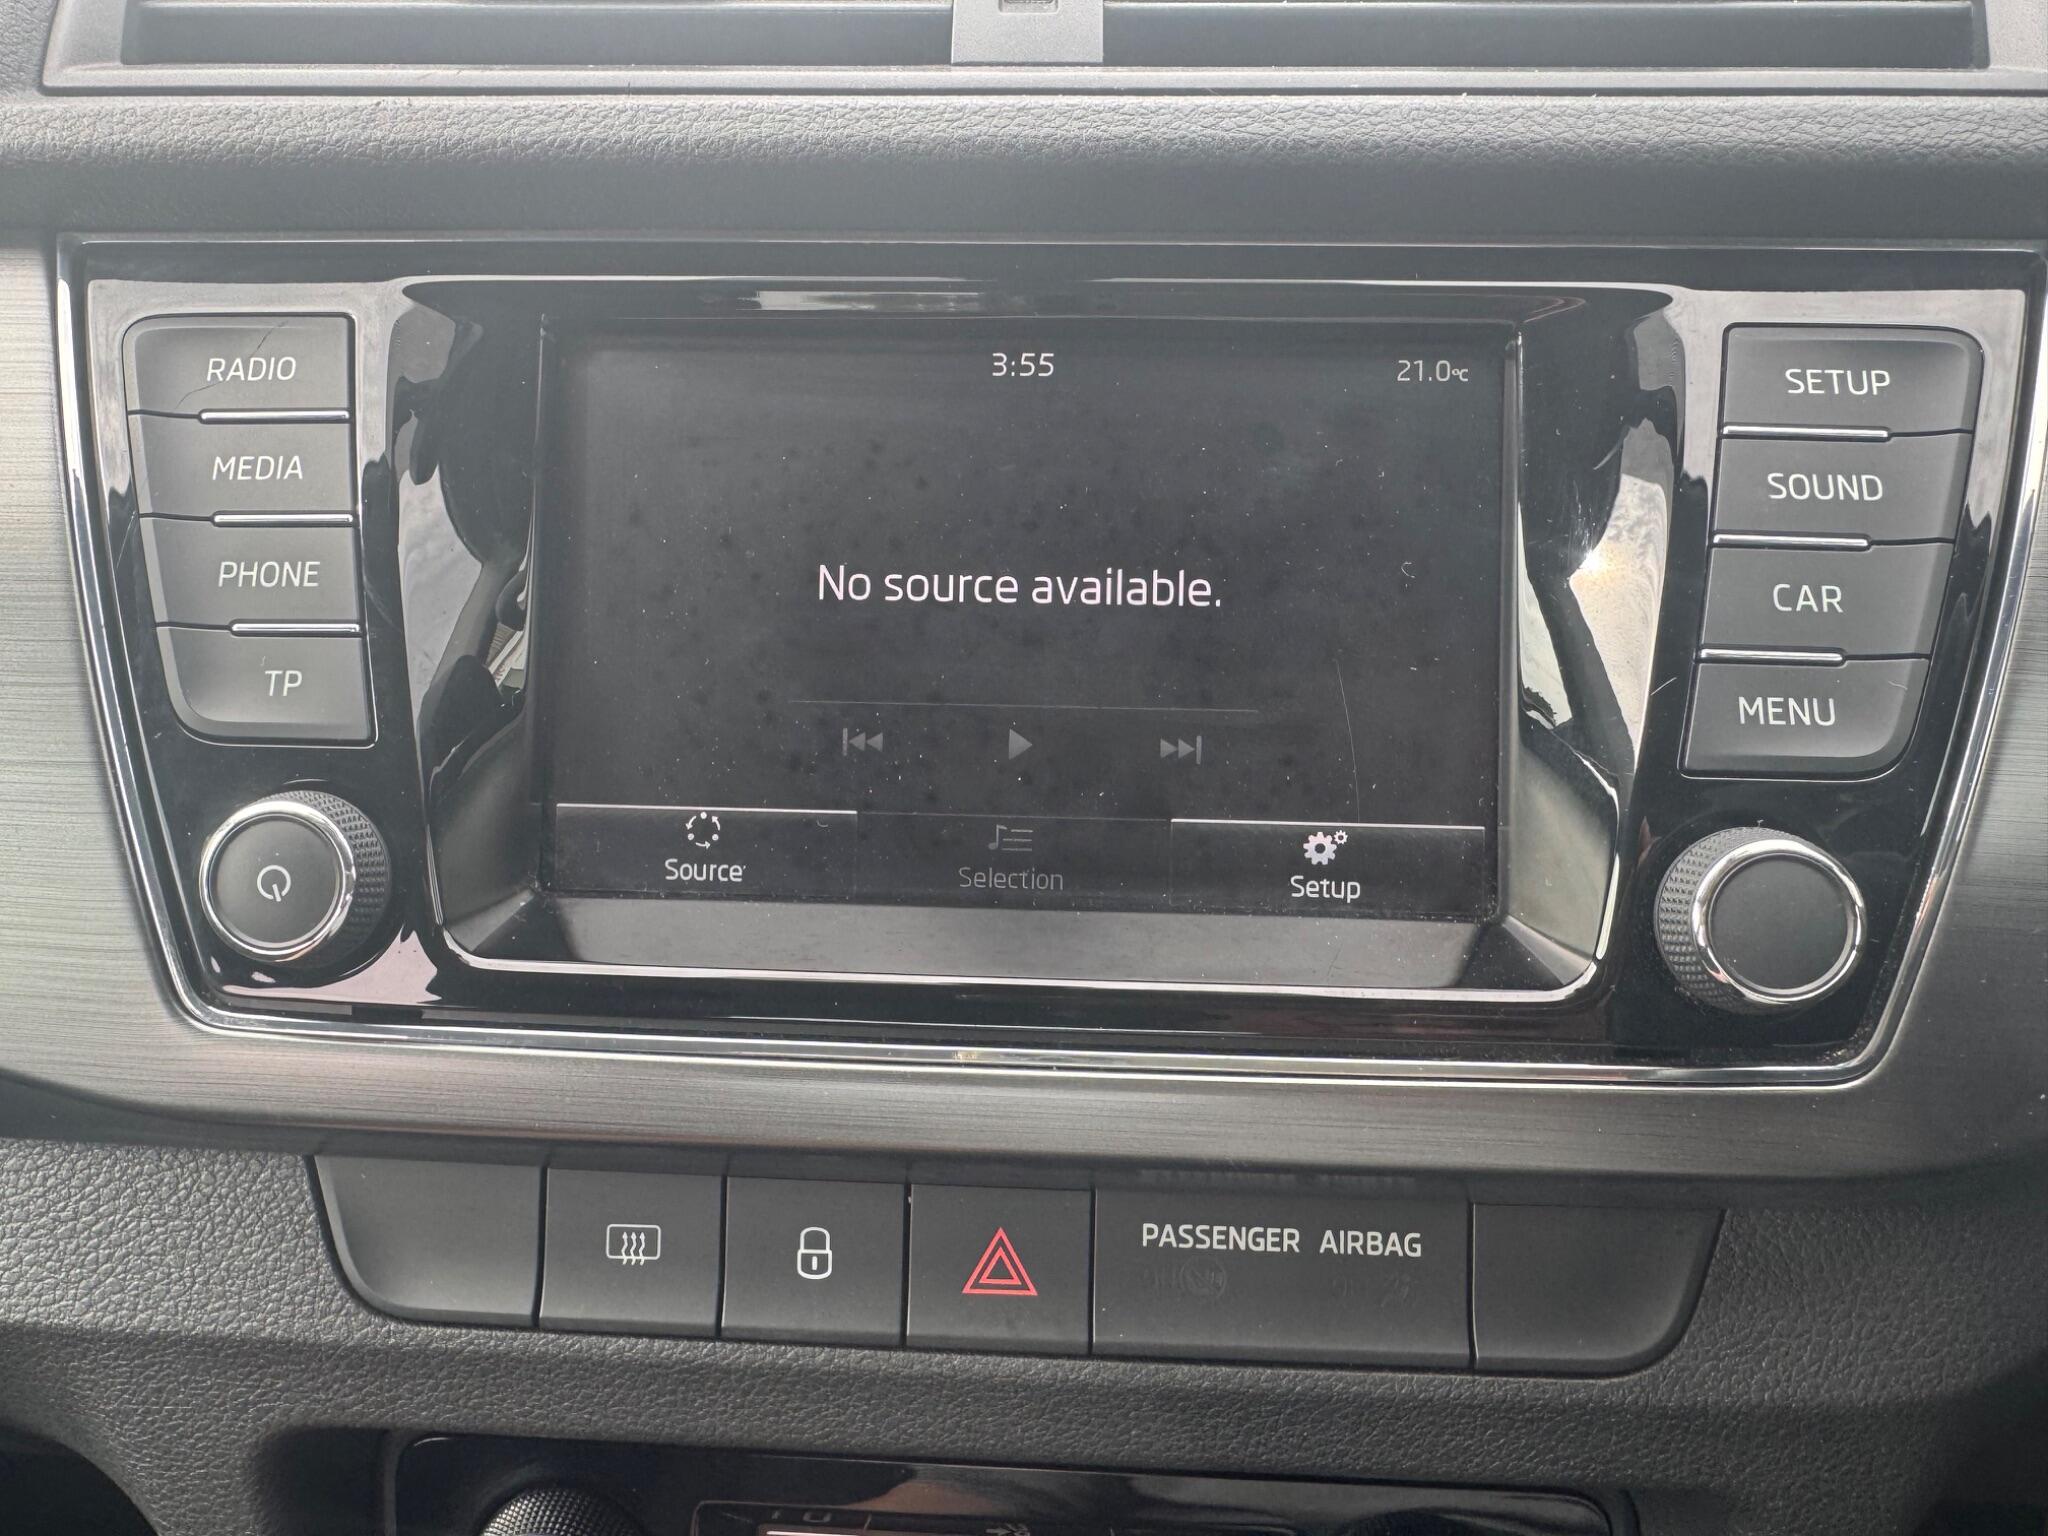 3:55
21.0°C
RADIO
MEDIA
PHONE
TP
No source available.
Source
Selection
Setup
SETUP
SOUND
CAR
MENU
PASSENGER AIRBAG